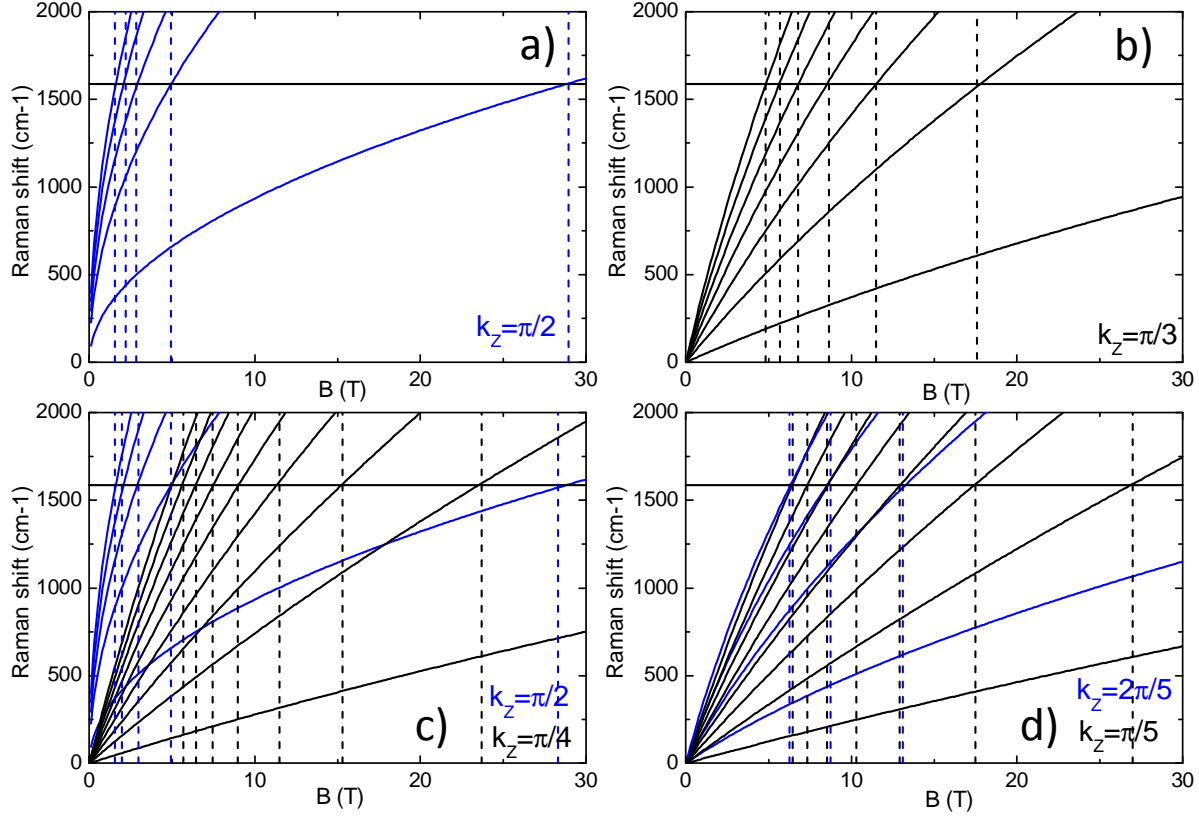 2000
1500
1000
500
0
Raman shift (cm-1)
a)
k_Z=π/2
0 10 20 30
B (T)
2000
1500
1000
500
0
Raman shift (cm-1)
b)
k_Z=π/3
0 10 20 30
B (T)
2000
1500
1000
500
0
Raman shift (cm-1)
k_Z=π/2
c)
k_Z=π/4
0 10 20 30
B (T)
2000
1500
1000
500
0
Raman shift (cm-1)
k_Z=2π/5
d)
k_Z=π/5
0 10 20 30
B (T)